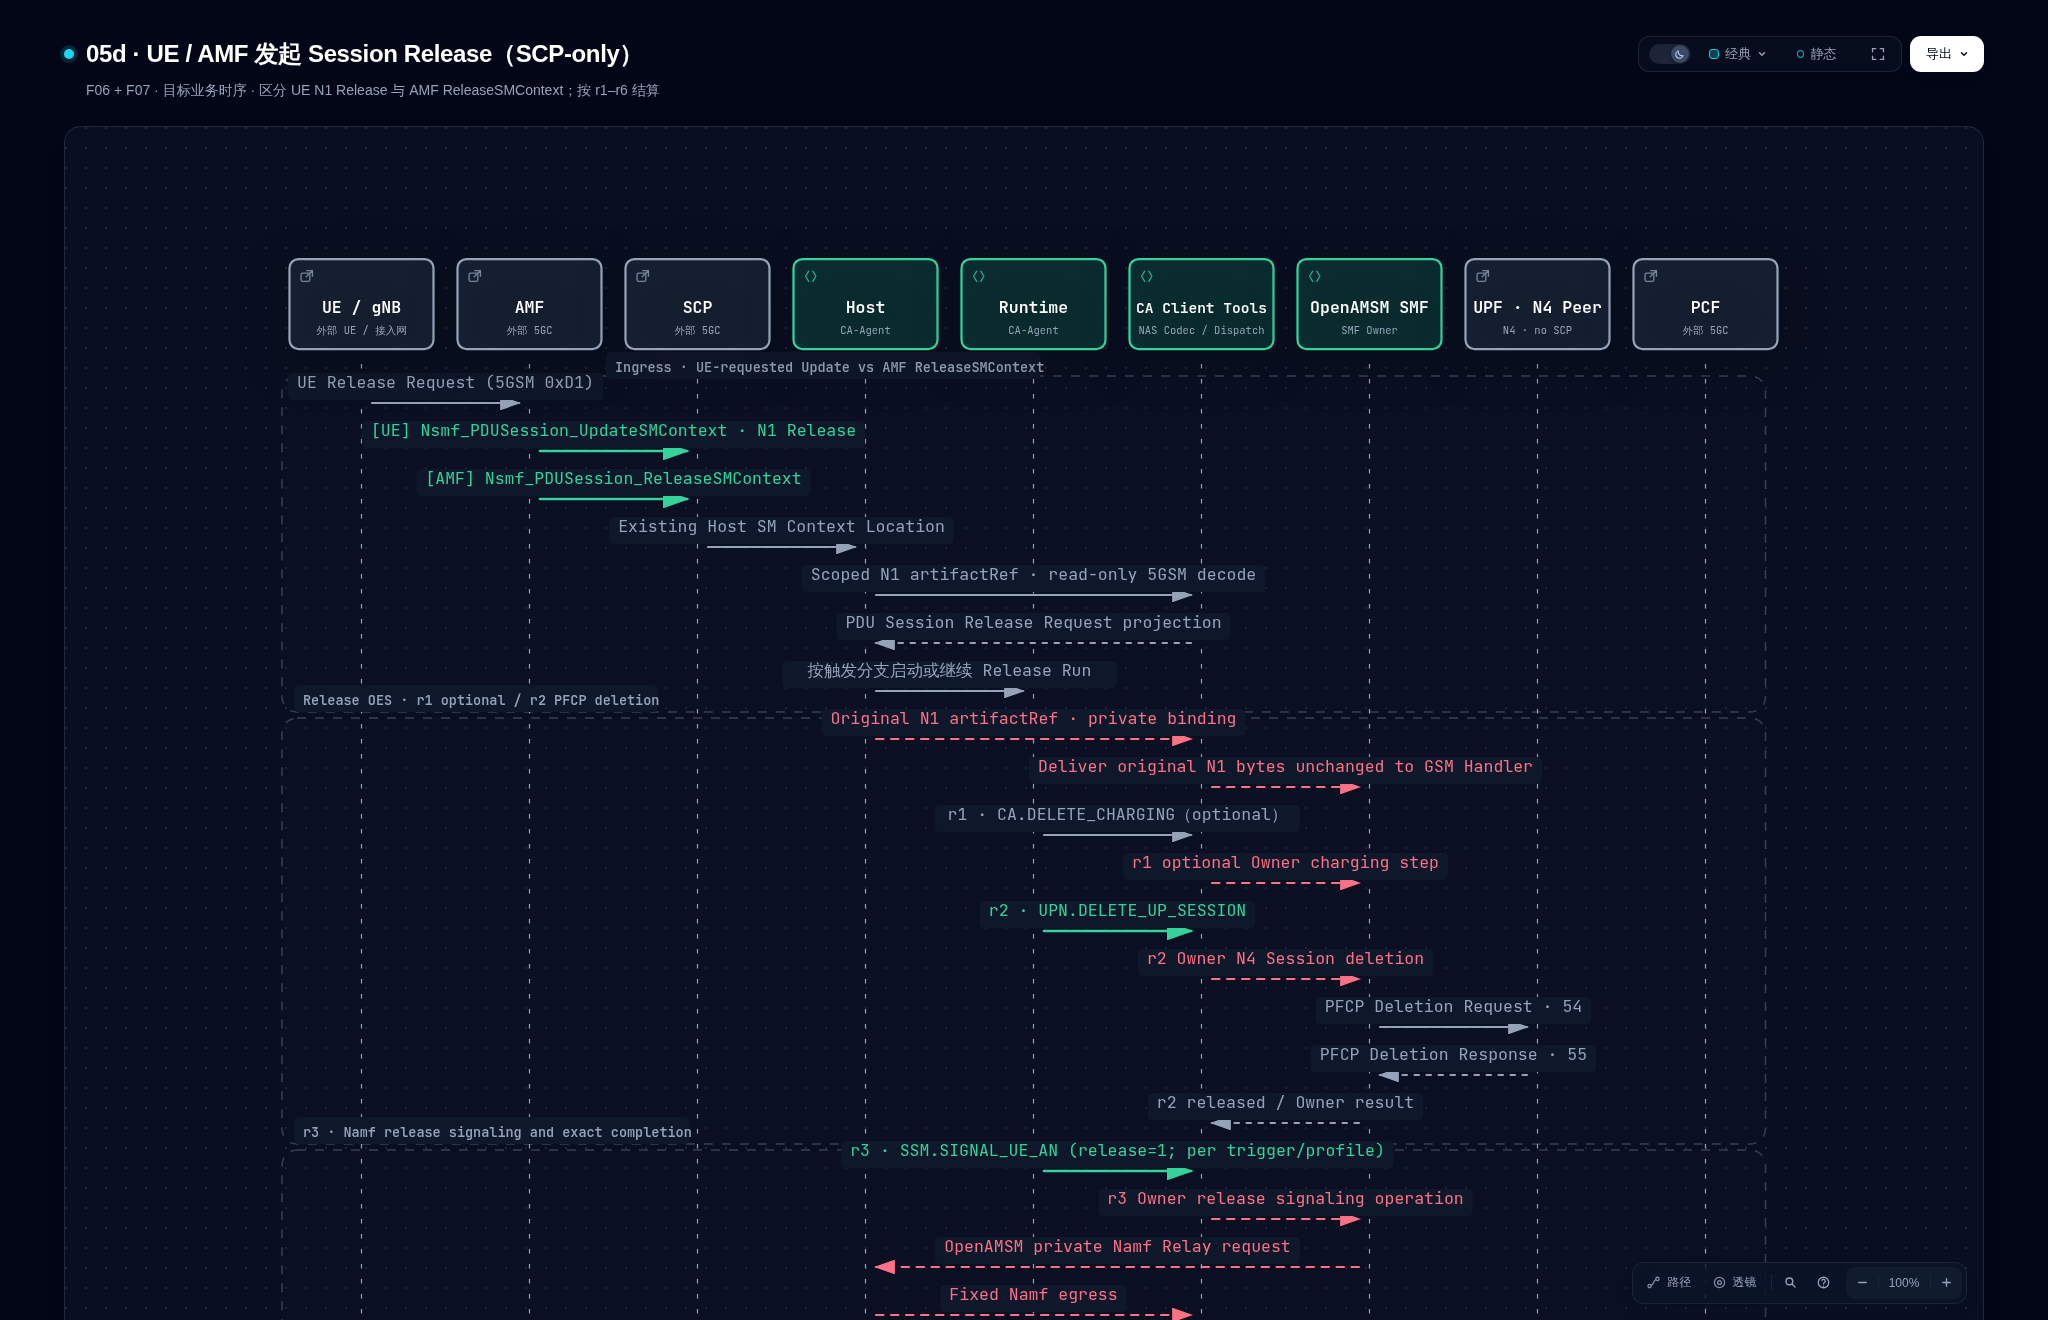 05d · UE / AMF 发起 Session Release（SCP-only）
F06 + F07 · 目标业务时序 · 区分 UE N1 Release 与 AMF ReleaseSMContext；按 r1–r6 结算
经典
静态
导出
UE / gNB
外部 UE / 接入网
AMF
外部 5GC
SCP
外部 5GC
Host
CA-Agent
Runtime
CA-Agent
CA Client Tools
NAS Codec / Dispatch
OpenAMSM SMF
SMF Owner
UPF · N4 Peer
N4 · no SCP
PCF
外部 5GC
Ingress · UE-requested Update vs AMF ReleaseSMContext
UE Release Request (5GSM 0xD1)
[UE] Nsmf_PDUSession_UpdateSMContext · N1 Release
[AMF] Nsmf_PDUSession_ReleaseSMContext
Existing Host SM Context Location
Scoped N1 artifactRef · read-only 5GSM decode
PDU Session Release Request projection
按触发分支启动或继续 Release Run
Release OES · r1 optional / r2 PFCP deletion
Original N1 artifactRef · private binding
Deliver original N1 bytes unchanged to GSM Handler
r1 · CA.DELETE_CHARGING（optional）
r1 optional Owner charging step
r2 · UPN.DELETE_UP_SESSION
r2 Owner N4 Session deletion
PFCP Deletion Request · 54
PFCP Deletion Response · 55
r2 released / Owner result
r3 · Namf release signaling and exact completion
r3 · SSM.SIGNAL_UE_AN (release=1; per trigger/profile)
r3 Owner release signaling operation
OpenAMSM private Namf Relay request
Fixed Namf egress
路径
透镜
100%